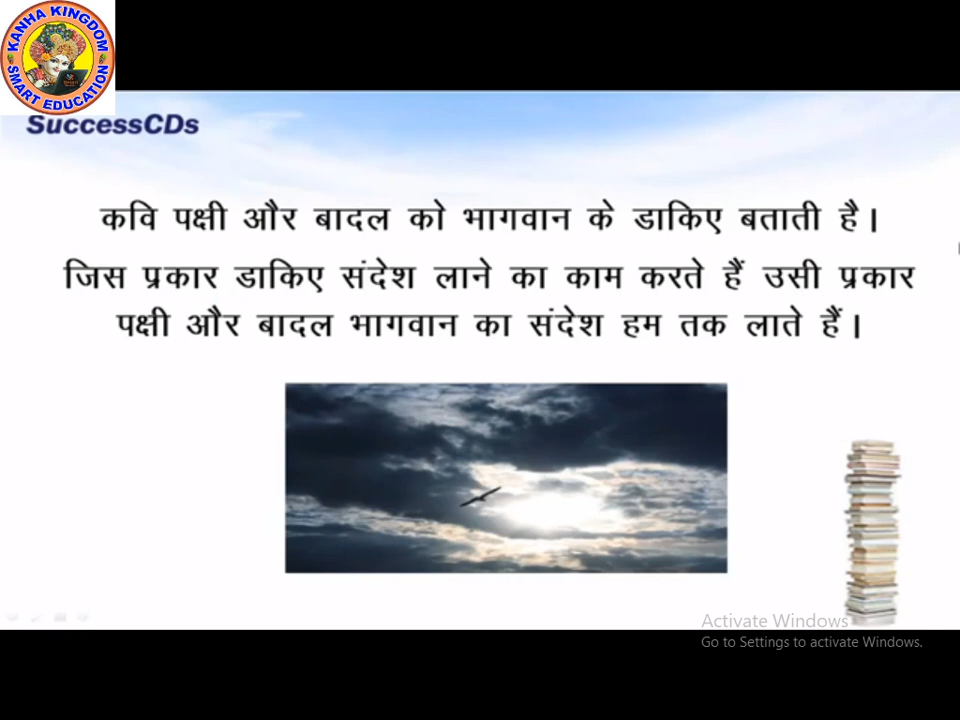 KANHA KINGDOM
SMART EDUCATION
SuccessCDs
कवि पक्षी और बादल को भागवान के डाकिए बताती है।
जिस प्रकार डाकिए संदेश लाने का काम करते हैं उसी प्रकार
पक्षी और बादल भागवान का संदेश हम तक लाते हैं।
Activate Windows
Go to Settings to activate Windows.